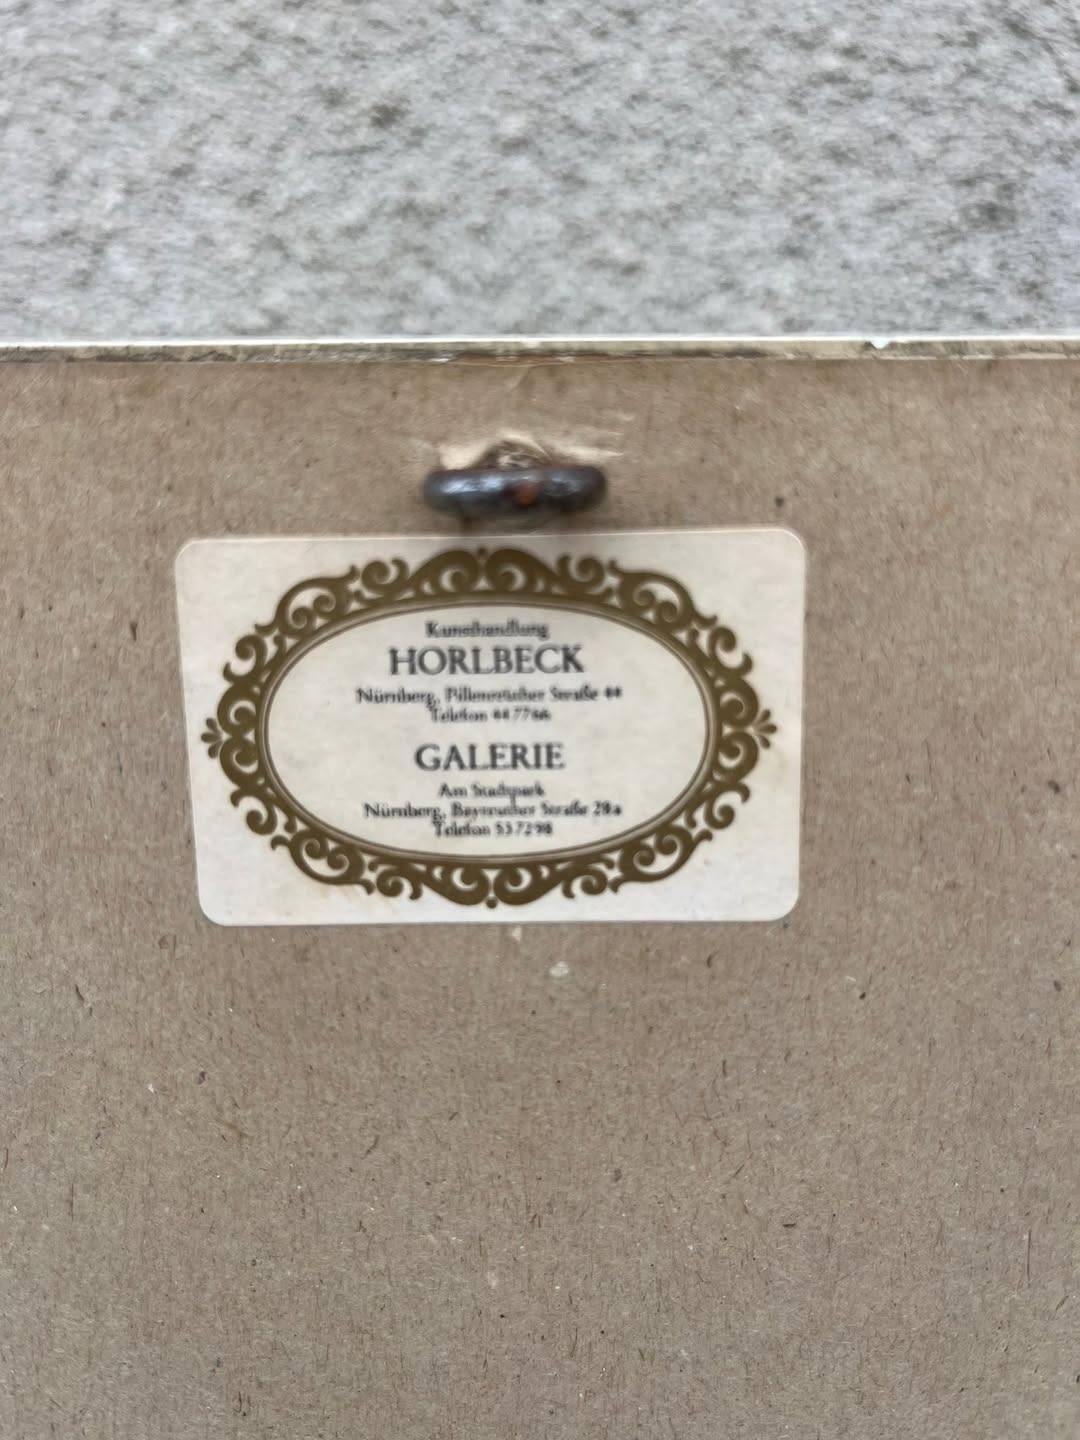 Kunsthandlung
HORLBECK
Nürnberg, Pillenreuther Straße 44
Telefon 44 77 66
GALERIE
Am Stadtpark
Nürnberg, Bayreuther Straße 28a
Telefon 53 72 98